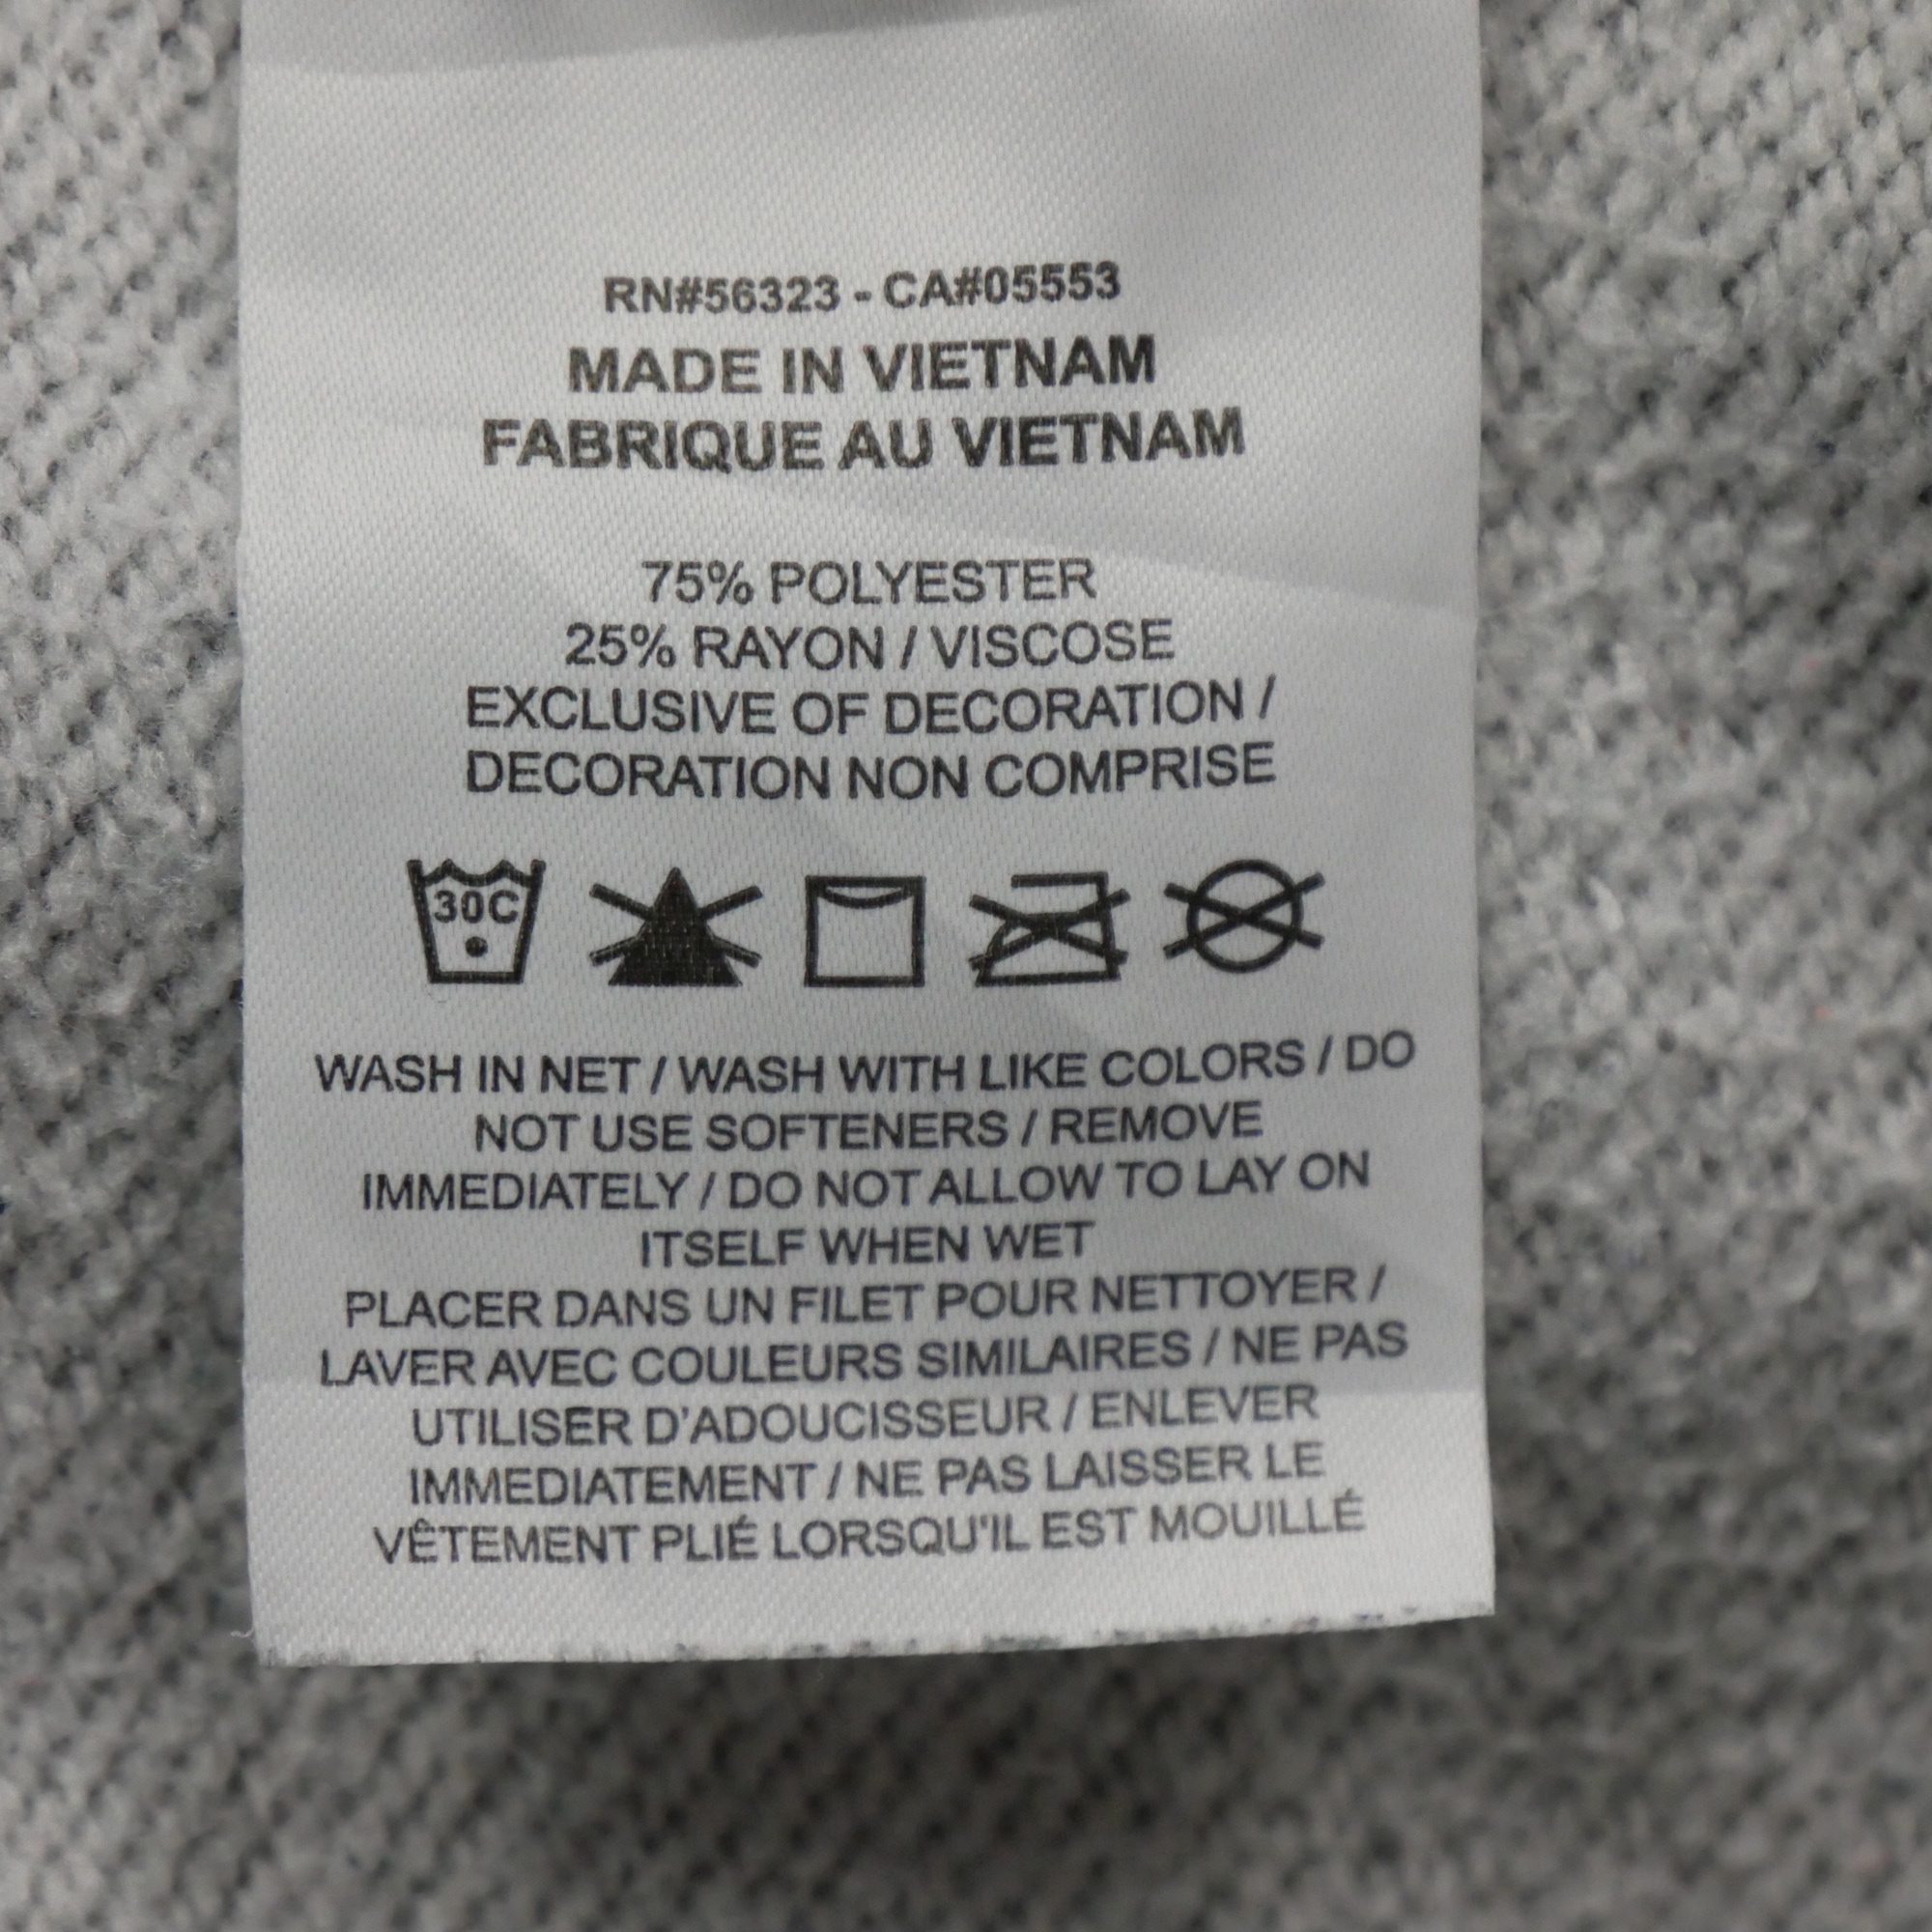 RN#56323 - CA#05553
MADE IN VIETNAM
FABRIQUE AU VIETNAM
75% POLYESTER
25% RAYON / VISCOSE
EXCLUSIVE OF DECORATION /
DECORATION NON COMPRISE
30C
WASH IN NET / WASH WITH LIKE COLORS / DO
NOT USE SOFTENERS / REMOVE
IMMEDIATELY / DO NOT ALLOW TO LAY ON
ITSELF WHEN WET
PLACER DANS UN FILET POUR NETTOYER /
LAVER AVEC COULEURS SIMILAIRES / NE PAS
UTILISER D'ADOUCISSEUR / ENLEVER
IMMEDIATEMENT / NE PAS LAISSER LE
VÊTEMENT PLIÉ LORSQU'IL EST MOUILLÉ